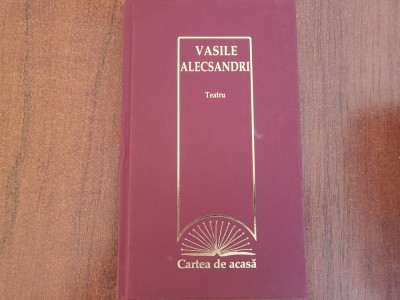 VASILE
ALECSANDRI
Teatru
Cartea de acasă